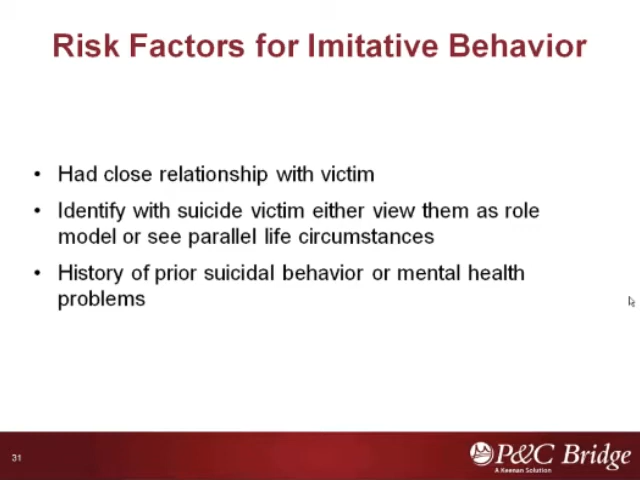 Risk Factors for Imitative Behavior
• Had close relationship with victim
• Identify with suicide victim either view them as role
model or see parallel life circumstances
• History of prior suicidal behavior or mental health
problems
31
P&C Bridge
A Keenan Solution